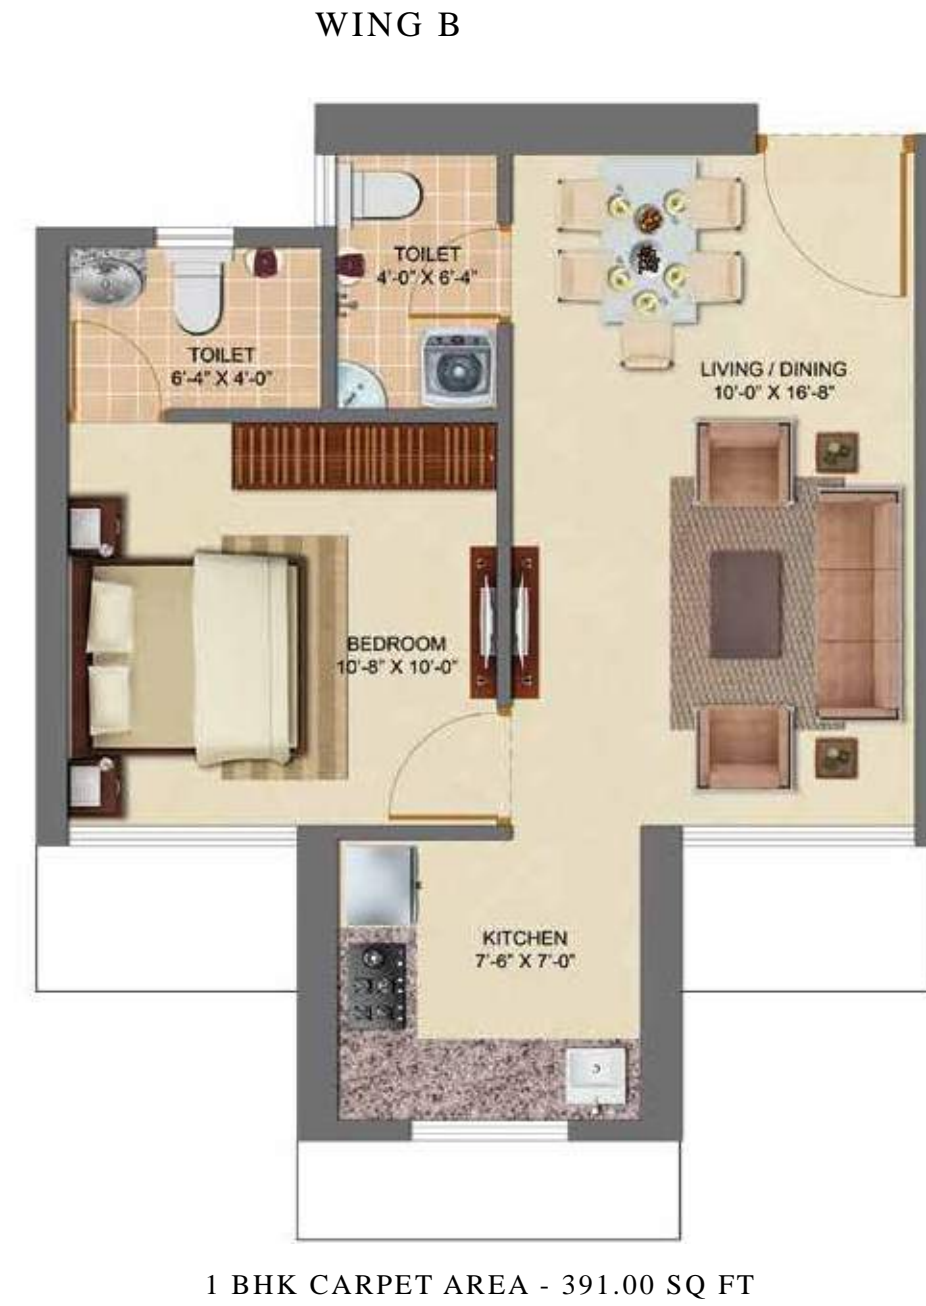 WING B
TOILET
4'-0" X 6'-4"
TOILET
6'-4" X 4'-0"
LIVING / DINING
10'-0" X 16'-8"
BEDROOM
10'-8" X 10'-0"
KITCHEN
7'-6" X 7'-0"
1 BHK CARPET AREA - 391.00 SQ FT